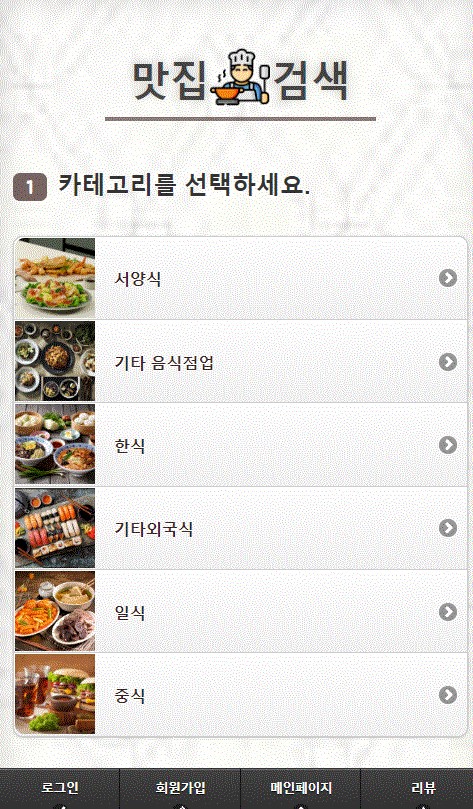 맛집검색
1 카테고리를 선택하세요.
서양식
기타 음식점업
한식
기타외국식
일식
중식
로그인 회원가입 메인페이지 리뷰